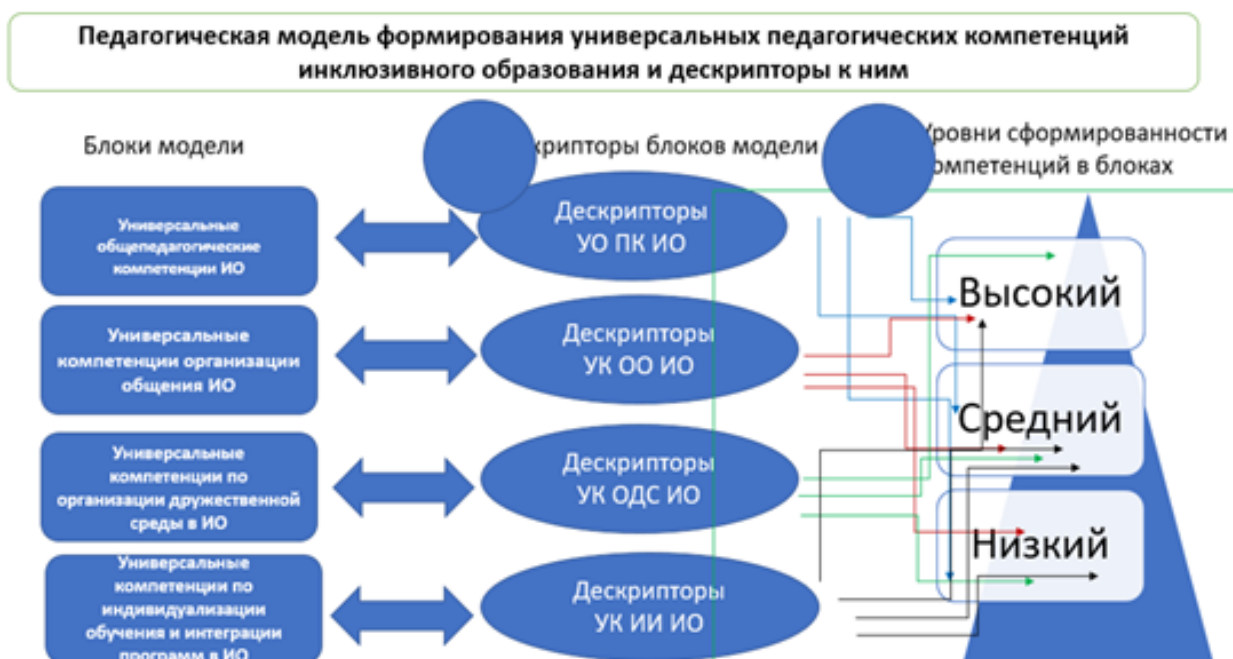 Педагогическая модель формирования универсальных педагогических компетенций
инклюзивного образования и дескрипторы к ним
Блоки модели
крипторы блоков модели
ровни сформированности
омпетенций в блоках
Универсальные
общепедагогические
компетенции ИО
Дескрипторы
УО ПК ИО
Высокий
Универсальные
компетенции организации
общения ИО
Дескрипторы
УК ОО ИО
Средний
Универсальные
компетенции по
организации дружественной
среды в ИО
Дескрипторы
УК ОДС ИО
Низкий
Универсальные
компетенции по
индивидуализации
обучения и интеграции
программ в ИО
Дескрипторы
УК ИИ ИО